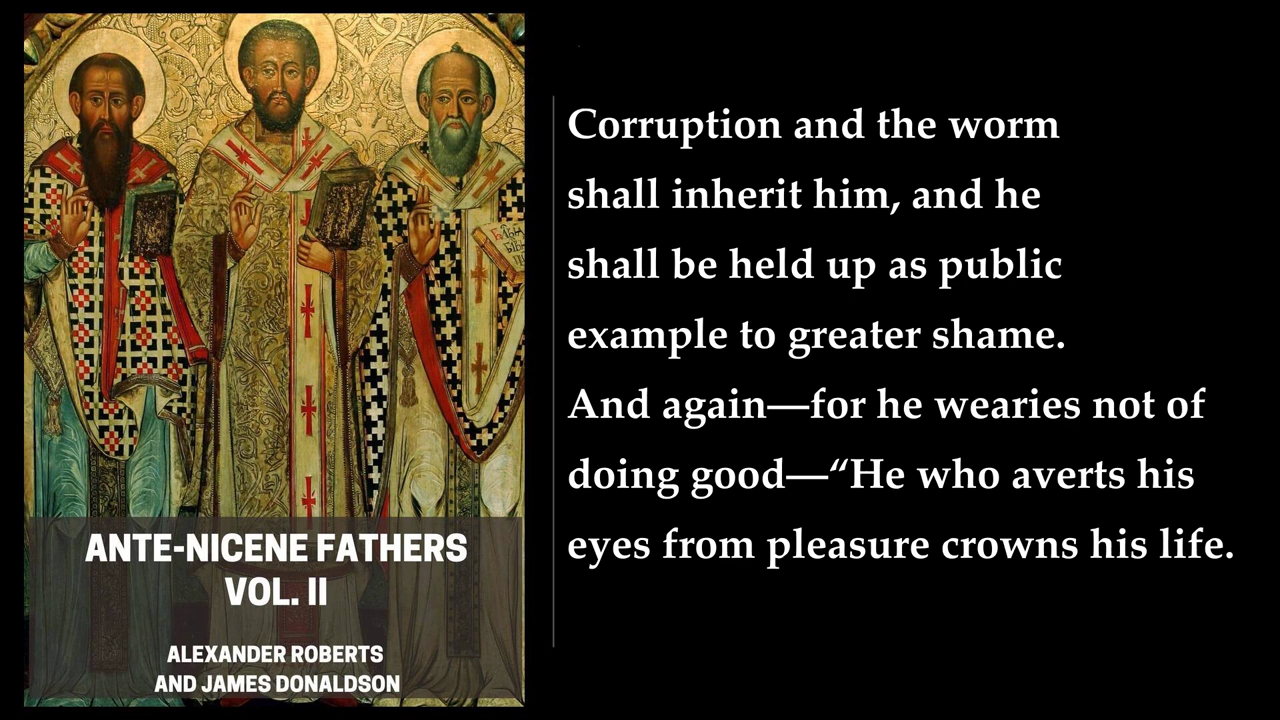 ANTE-NICENE FATHERS
VOL. II
ALEXANDER ROBERTS
AND JAMES DONALDSON
Corruption and the worm
shall inherit him, and he
shall be held up as public
example to greater shame.
And again—for he wearies not of
doing good—“He who averts his
eyes from pleasure crowns his life.